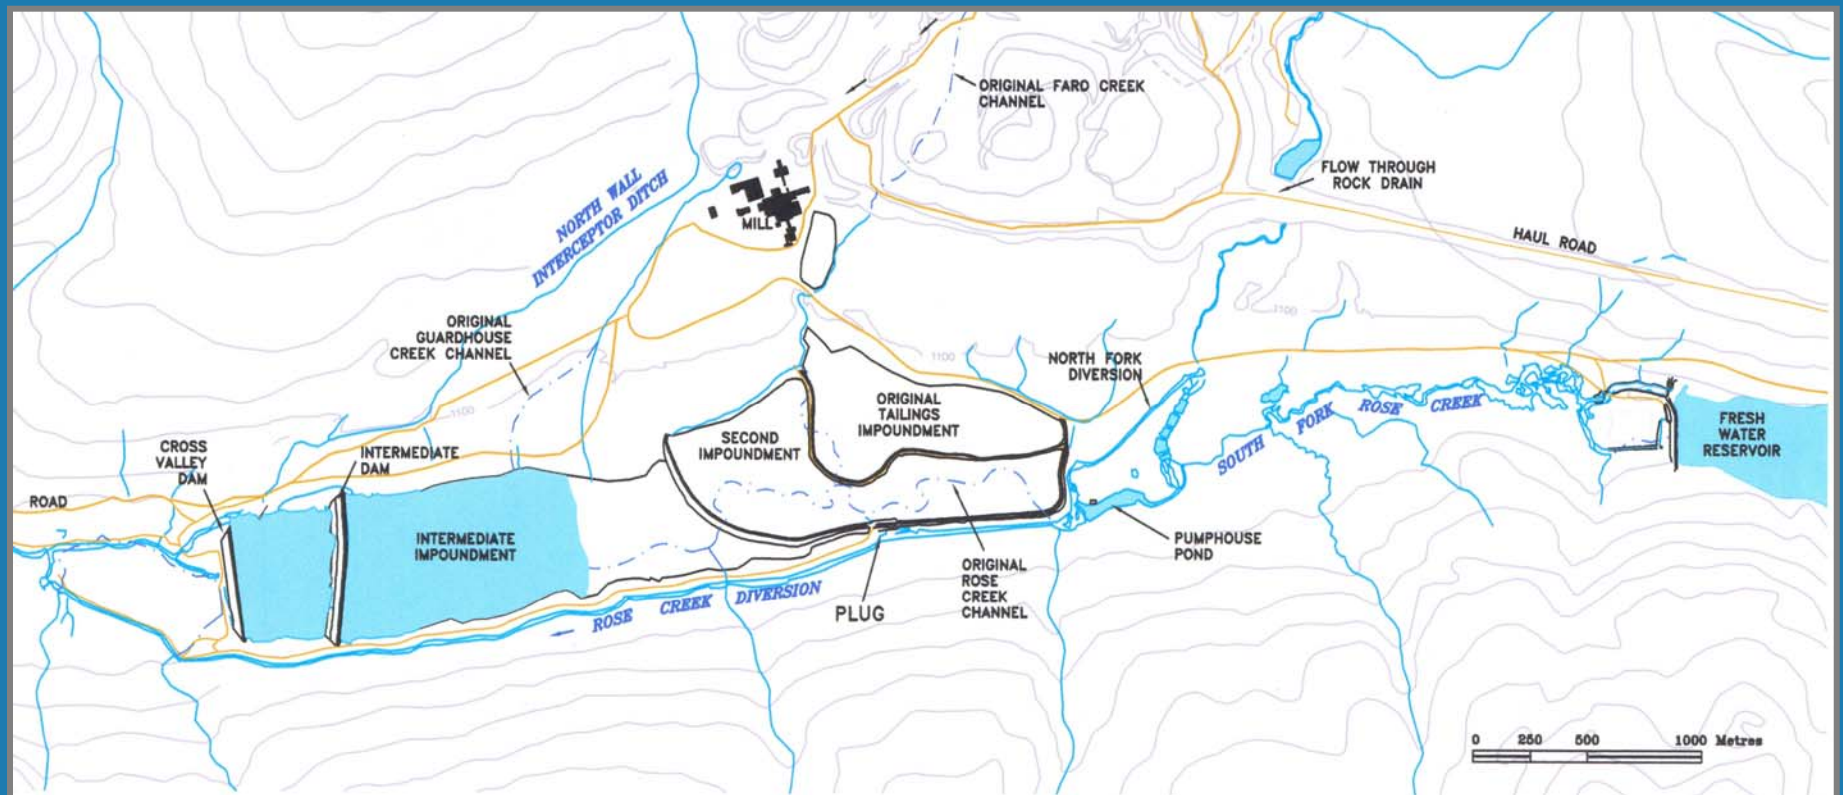 ORIGINAL FARO CREEK
CHANNEL
FLOW THROUGH
ROCK DRAIN
NORTH WALL
INTERCEPTOR DITCH
MILL
HAUL ROAD
ORIGINAL
GUARDHOUSE
CREEK CHANNEL
1100
1100
1100
NORTH FORK
DIVERSION
ORIGINAL
TAILINGS
IMPOUNDMENT
SECOND
IMPOUNDMENT
SOUTH FORK ROSE CREEK
FRESH
WATER
RESERVOIR
CROSS
VALLEY
DAM
INTERMEDIATE
DAM
ROAD
INTERMEDIATE
IMPOUNDMENT
PUMPHOUSE
POND
ORIGINAL
ROSE
CREEK
CHANNEL
ROSE CREEK DIVERSION
PLUG
0 250 500 1000 Metres